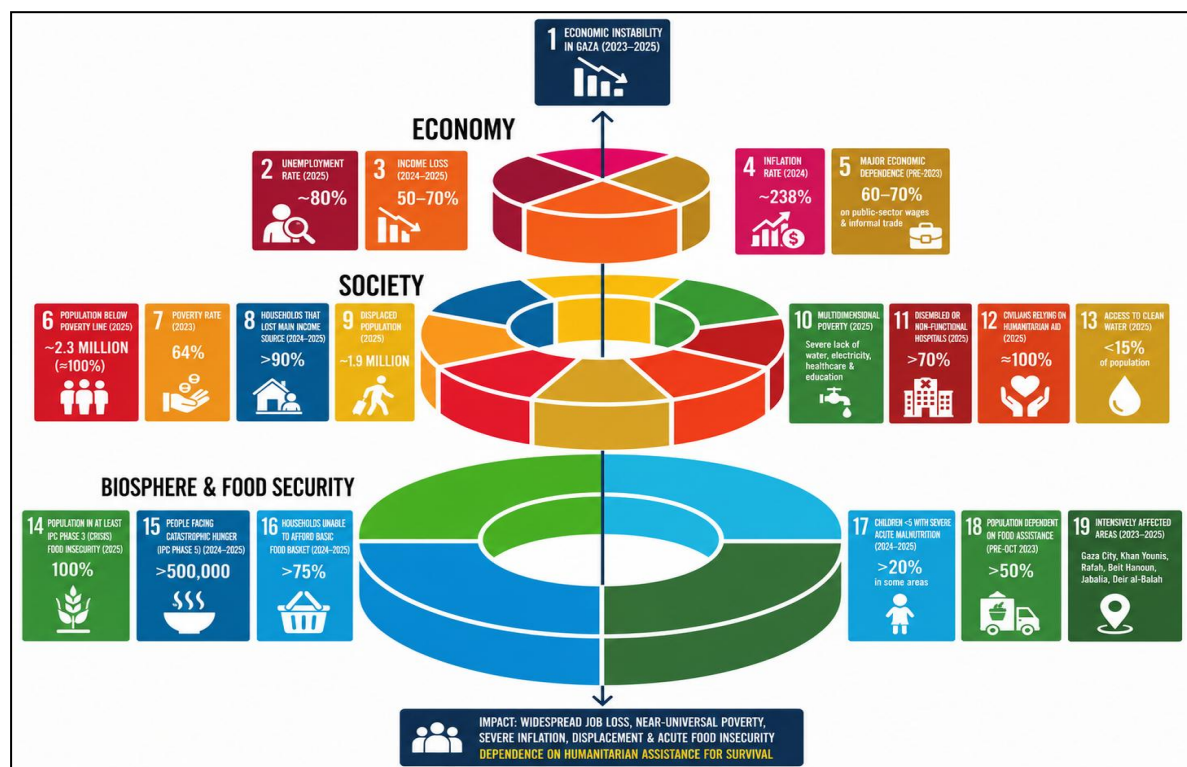 1 ECONOMIC INSTABILITY
IN GAZA (2023–2025)
ECONOMY
2 UNEMPLOYMENT
RATE (2025)
~80%
3 INCOME LOSS
(2024–2025)
50–70%
4 INFLATION
RATE (2024)
~238%
$
5 MAJOR ECONOMIC
DEPENDENCE (PRE-2023)
60–70%
on public-sector wages
& informal trade
SOCIETY
6 POPULATION BELOW
POVERTY LINE (2025)
~2.3 MILLION
(≈100%)
7 POVERTY RATE
(2023)
64%
8 HOUSEHOLDS THAT
LOST MAIN INCOME
SOURCE (2024–2025)
>90%
9 DISPLACED
POPULATION
(2025)
~1.9 MILLION
10 MULTIDIMENSIONAL
POVERTY (2025)
Severe lack of
water, electricity,
healthcare &
education
11 DISEMBLED OR
NON-FUNCTIONAL
HOSPITALS (2025)
>70%
12 CIVILIANS RELYING ON
HUMANITARIAN AID
(2025)
≈100%
13 ACCESS TO CLEAN
WATER (2025)
<15%
of population
BIOSPHERE & FOOD SECURITY
14 POPULATION IN AT LEAST
IPC PHASE 3 (CRISIS)
FOOD INSECURITY (2025)
100%
15 PEOPLE FACING
CATASTROPHIC HUNGER
(IPC PHASE 5) (2024–2025)
>500,000
16 HOUSEHOLDS UNABLE
TO AFFORD BASIC
FOOD BASKET (2024–2025)
>75%
17 CHILDREN <5 WITH SEVERE
ACUTE MALNUTRITION
(2024–2025)
>20%
in some areas
18 POPULATION DEPENDENT
ON FOOD ASSISTANCE
(PRE-OCT 2023)
>50%
19 INTENSIVELY AFFECTED
AREAS (2023–2025)
Gaza City, Khan Younis,
Rafah, Beit Hanoun,
Jabalia, Deir al-Balah
IMPACT: WIDESPREAD JOB LOSS, NEAR-UNIVERSAL POVERTY,
SEVERE INFLATION, DISPLACEMENT & ACUTE FOOD INSECURITY
DEPENDENCE ON HUMANITARIAN ASSISTANCE FOR SURVIVAL